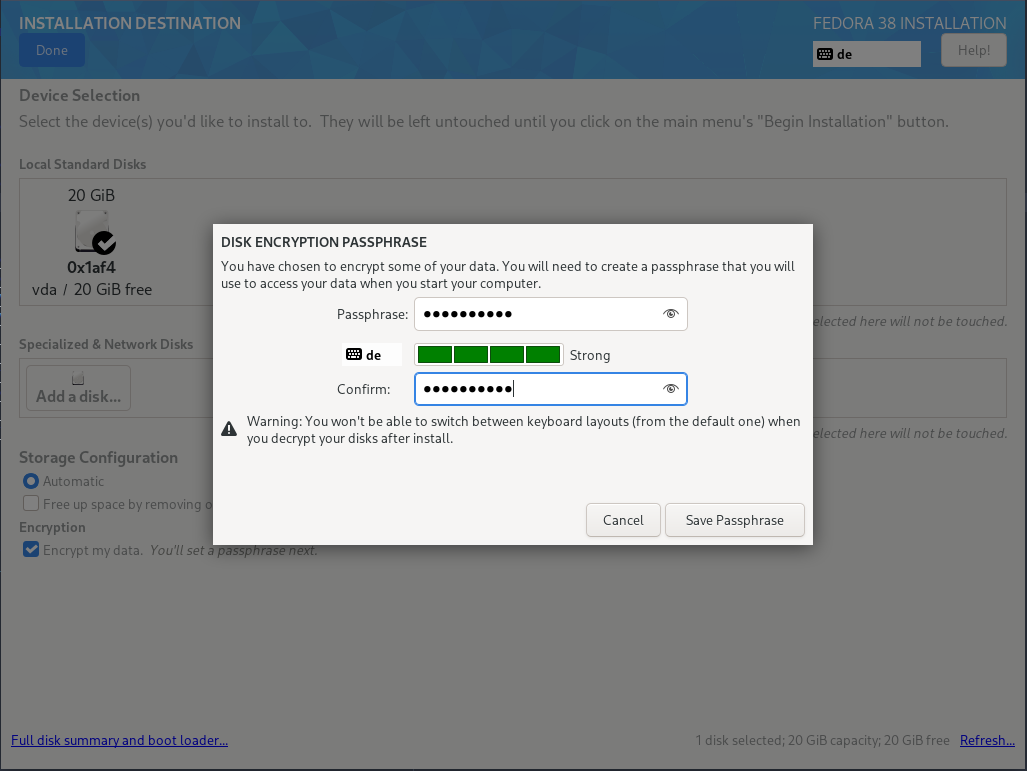 INSTALLATION DESTINATION
FEDORA 38 INSTALLATION
Done
de
Help!
Device Selection
Select the device(s) you'd like to install to.  They will be left untouched until you click on the main menu's "Begin Installation" button.
Local Standard Disks
20 GiB
0x1af4
vda / 20 GiB free
DISK ENCRYPTION PASSPHRASE
You have chosen to encrypt some of your data. You will need to create a passphrase that you will
use to access your data when you start your computer.
Passphrase: ●●●●●●●●●●
de
Strong
Confirm: ●●●●●●●●●●
Warning: You won't be able to switch between keyboard layouts (from the default one) when
you decrypt your disks after install.
Cancel
Save Passphrase
selected here will not be touched.
Specialized & Network Disks
Add a disk...
selected here will not be touched.
Storage Configuration
Automatic
Free up space by removing
Encryption
Encrypt my data.  You'll set a passphrase next.
Full disk summary and boot loader...
1 disk selected; 20 GiB capacity; 20 GiB free
Refresh...